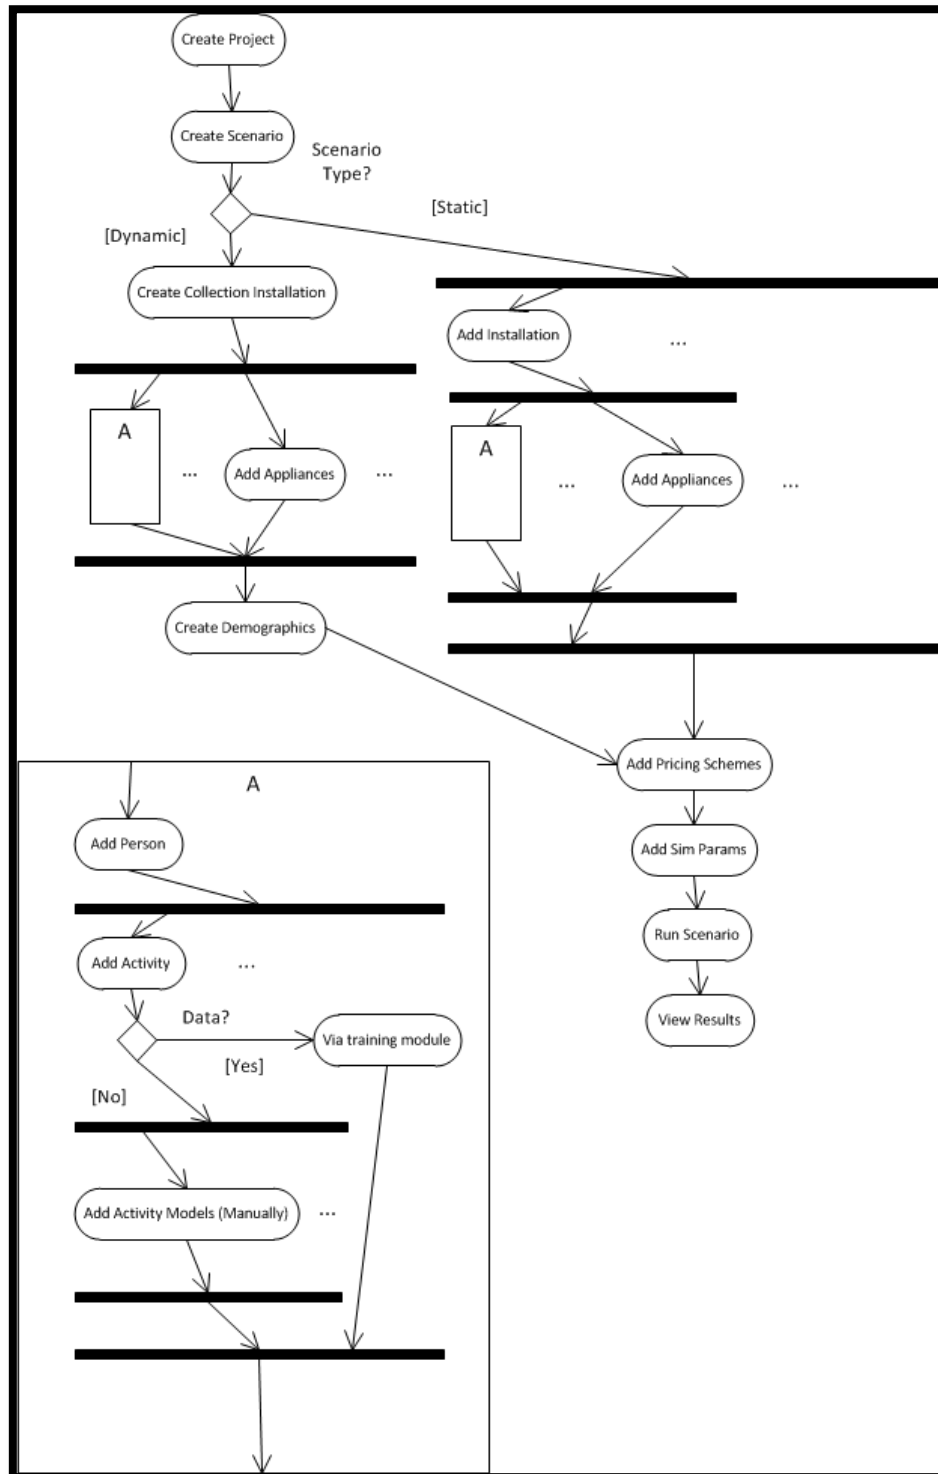 Create Project
Create Scenario
Scenario
Type?
[Static]
[Dynamic]
Create Collection Installation
Add Installation
...
A
...
Add Appliances
...
A
...
Add Appliances
...
Create Demographics
Add Pricing Schemes
A
Add Person
Add Sim Params
Run Scenario
Add Activity
...
Data?
View Results
Via training module
[Yes]
[No]
Add Activity Models (Manually)
...